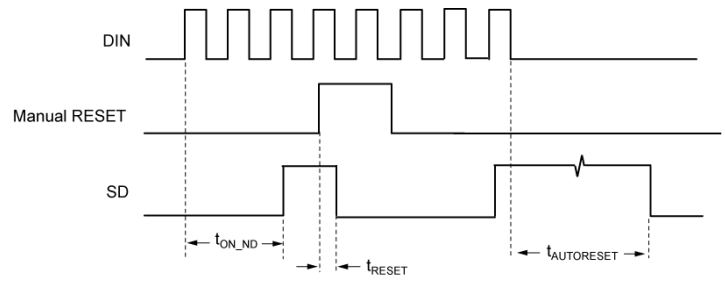 DIN
Manual RESET
SD
tON_ND
tRESET
tAUTORESET